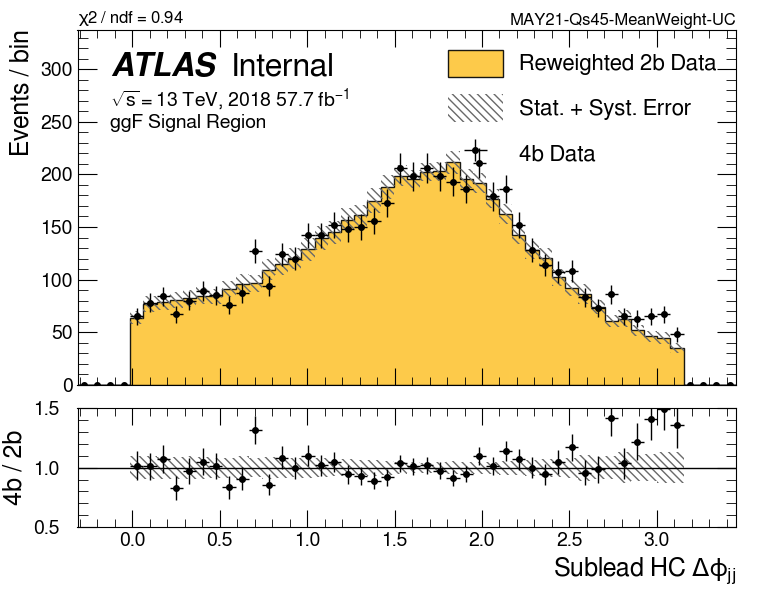 χ2 / ndf = 0.94
MAY21-Qs45-MeanWeight-UC
ATLAS Internal
√s = 13 TeV, 2018 57.7 fb−1
ggF Signal Region
Reweighted 2b Data
Stat. + Syst. Error
4b Data
Events / bin
300
250
200
150
100
50
0
4b / 2b
1.5
1.0
0.5
0.0 0.5 1.0 1.5 2.0 2.5 3.0
Sublead HC Δϕjj